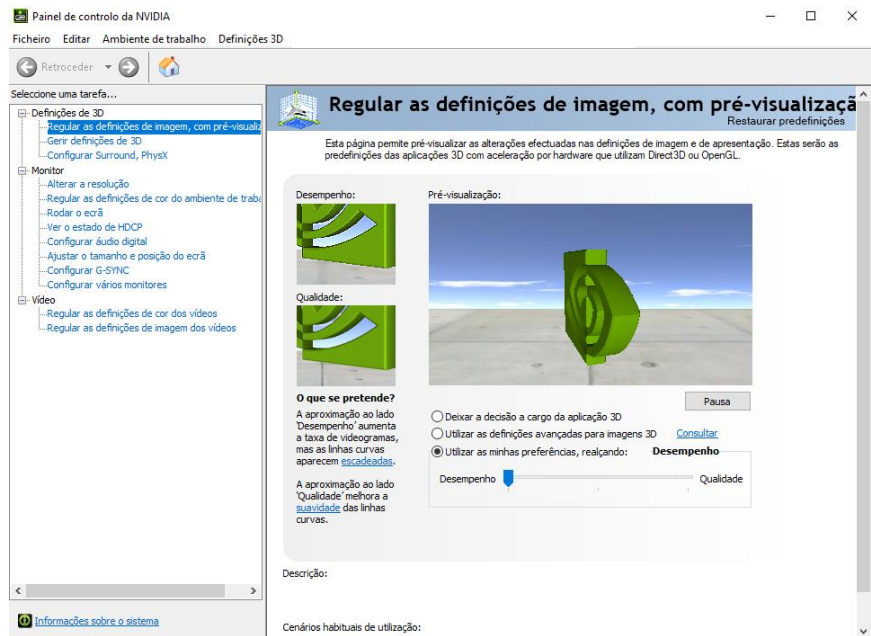 Painel de controlo da NVIDIA
Ficheiro Editar Ambiente de trabalho Definições 3D
Retroceder
Seleccione uma tarefa...
Definições de 3D
Regular as definições de imagem, com pré-visualiz
Gerir definições de 3D
Configurar Surround, PhysX
Monitor
Alterar a resolução
Regular as definições de cor do ambiente de traba
Rodar o ecrã
Ver o estado de HDCP
Configurar áudio digital
Ajustar o tamanho e posição do ecrã
Configurar G-SYNC
Configurar vários monitores
Vídeo
Regular as definições de cor dos vídeos
Regular as definições de imagem dos vídeos
Informações sobre o sistema
Regular as definições de imagem, com pré-visualizaçã
Restaurar predefinições
Esta página permite pré-visualizar as alterações efectuadas nas definições de imagem e de apresentação. Estas serão as
predefinições das aplicações 3D com aceleração por hardware que utilizam Direct3D ou OpenGL.
Desempenho:
Qualidade:
O que se pretende?
A aproximação ao lado
'Desempenho' aumenta
a taxa de videogramas,
mas as linhas curvas
aparecem escadeadas.
A aproximação ao lado
'Qualidade' melhora a
suavidade das linhas
curvas.
Pré-visualização:
Pausa
Deixar a decisão a cargo da aplicação 3D
Utilizar as definições avançadas para imagens 3D Consultar
Utilizar as minhas preferências, realçando: Desempenho
Desempenho Qualidade
Descrição:
Cenários habituais de utilização: